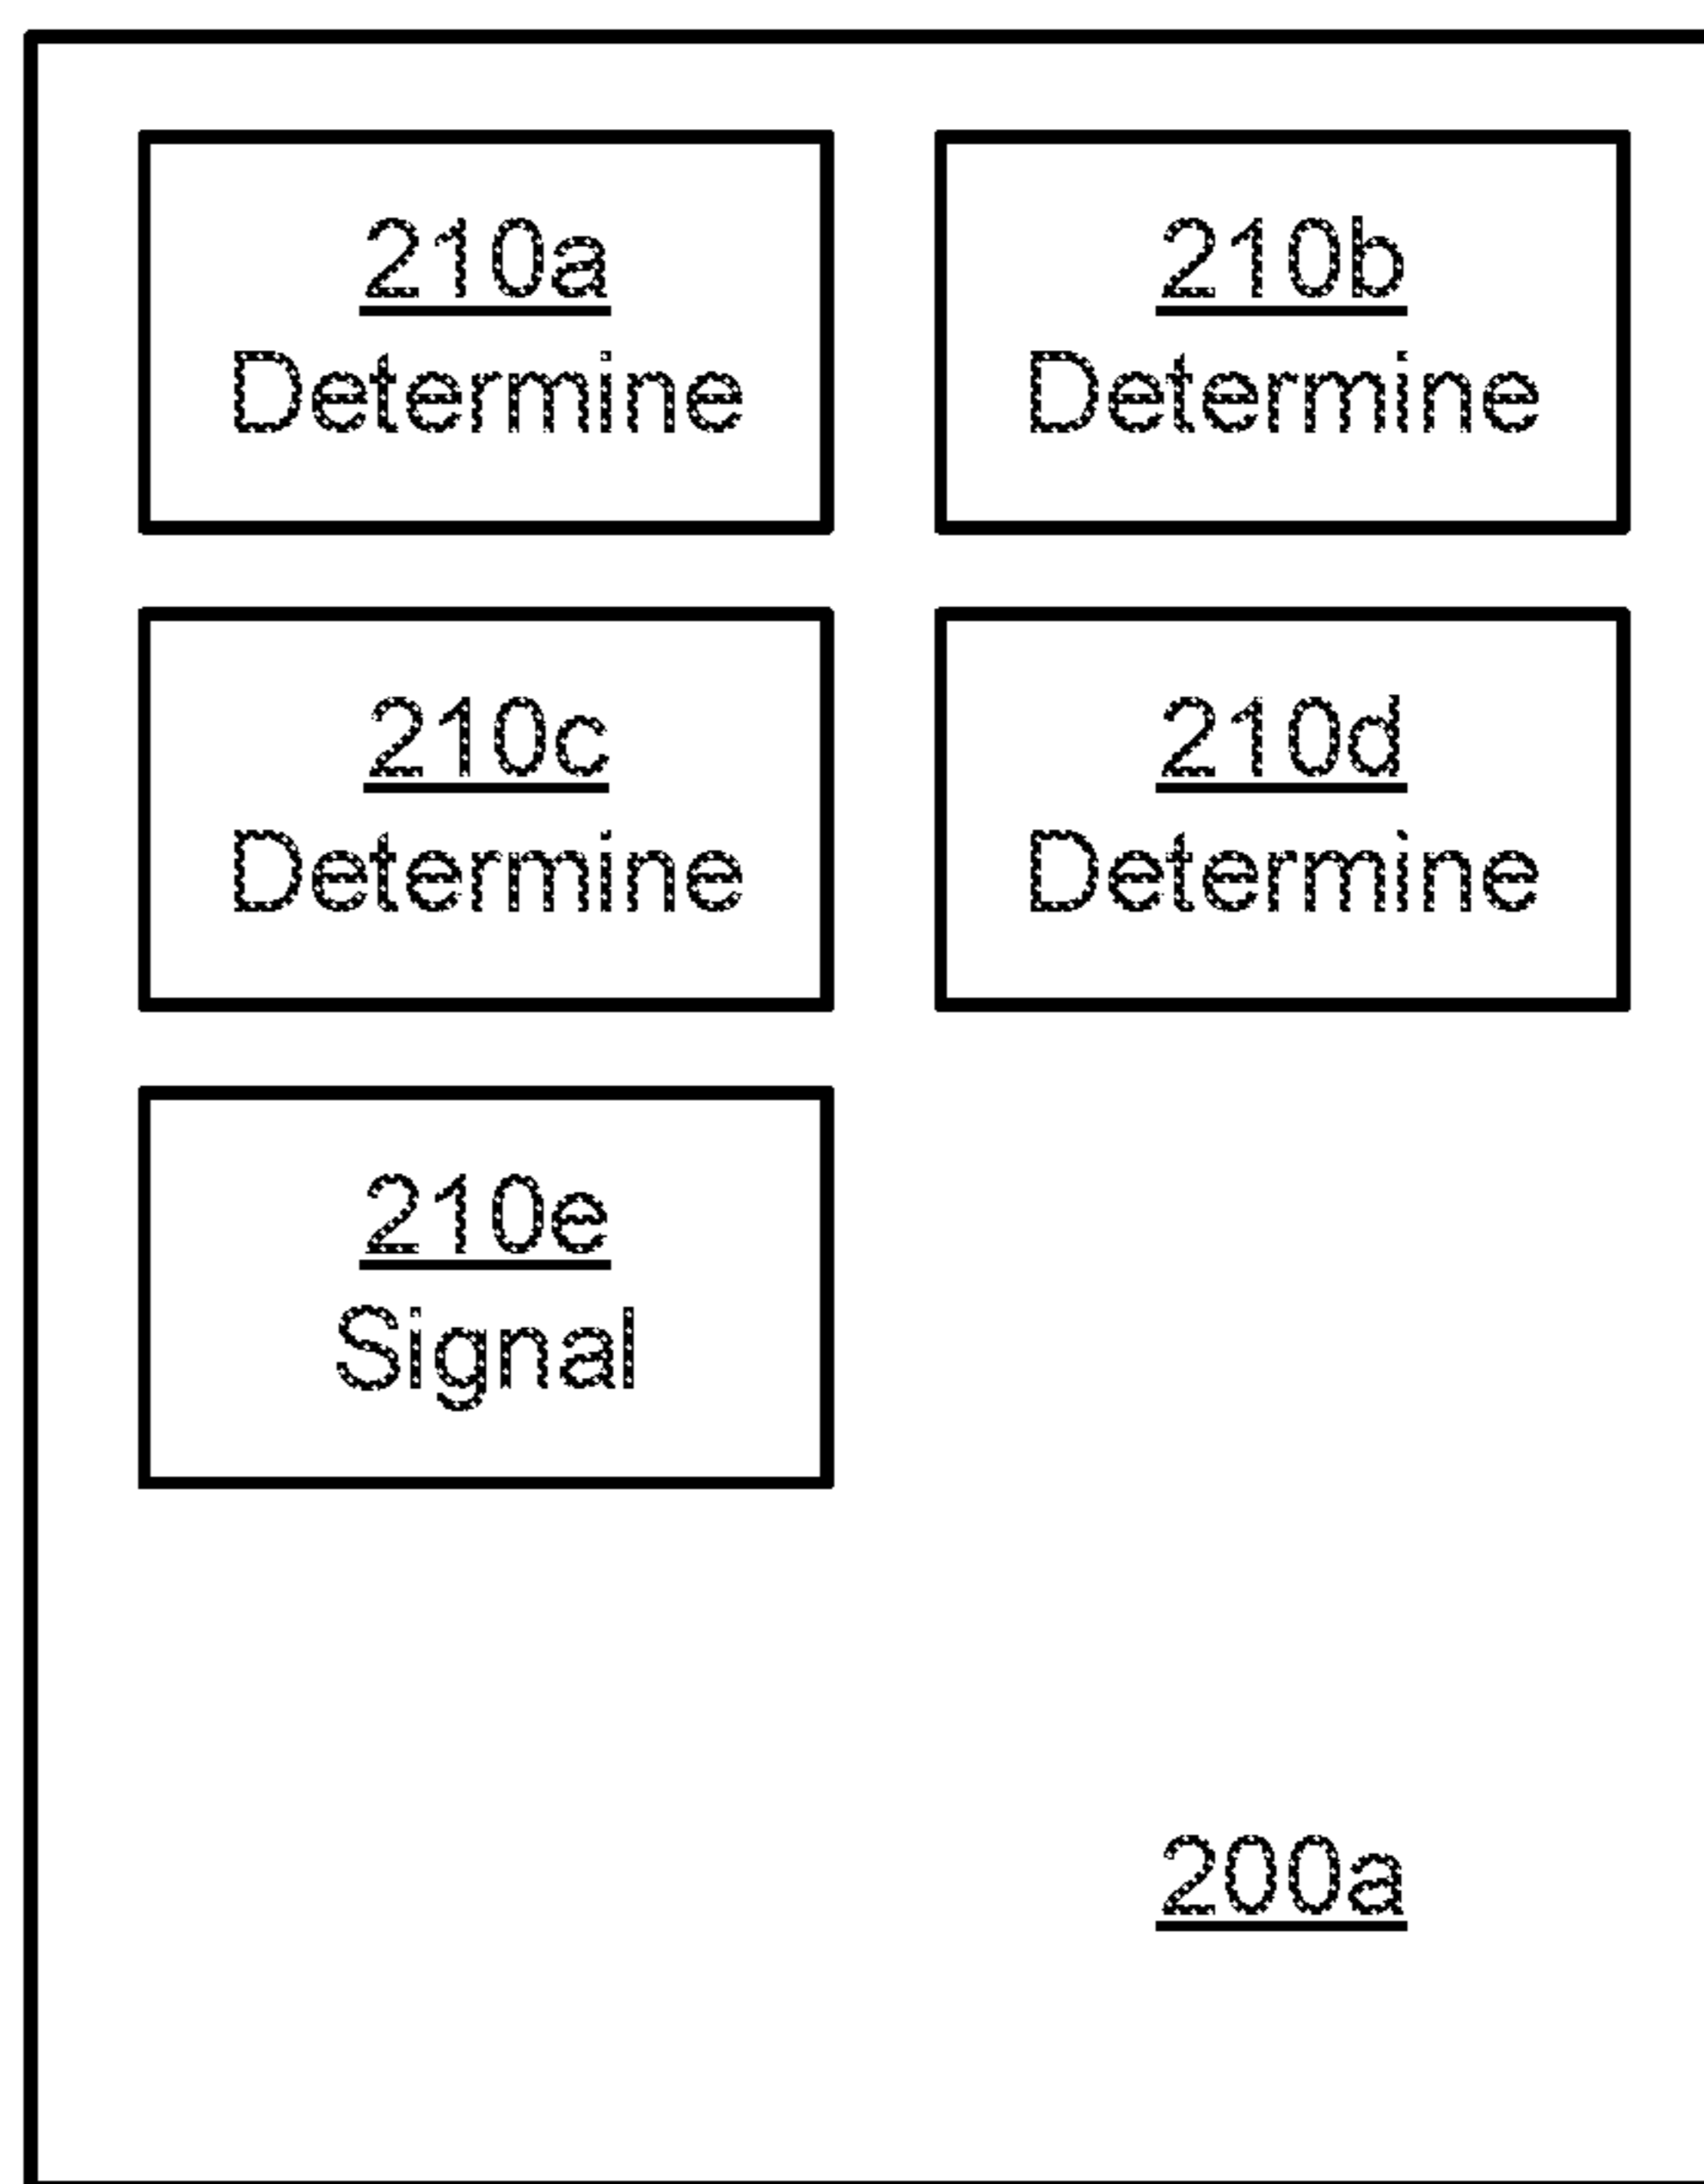 210a
Determine
210b
Determine
210c
Determine
210d
Determine
210e
Signal
200a